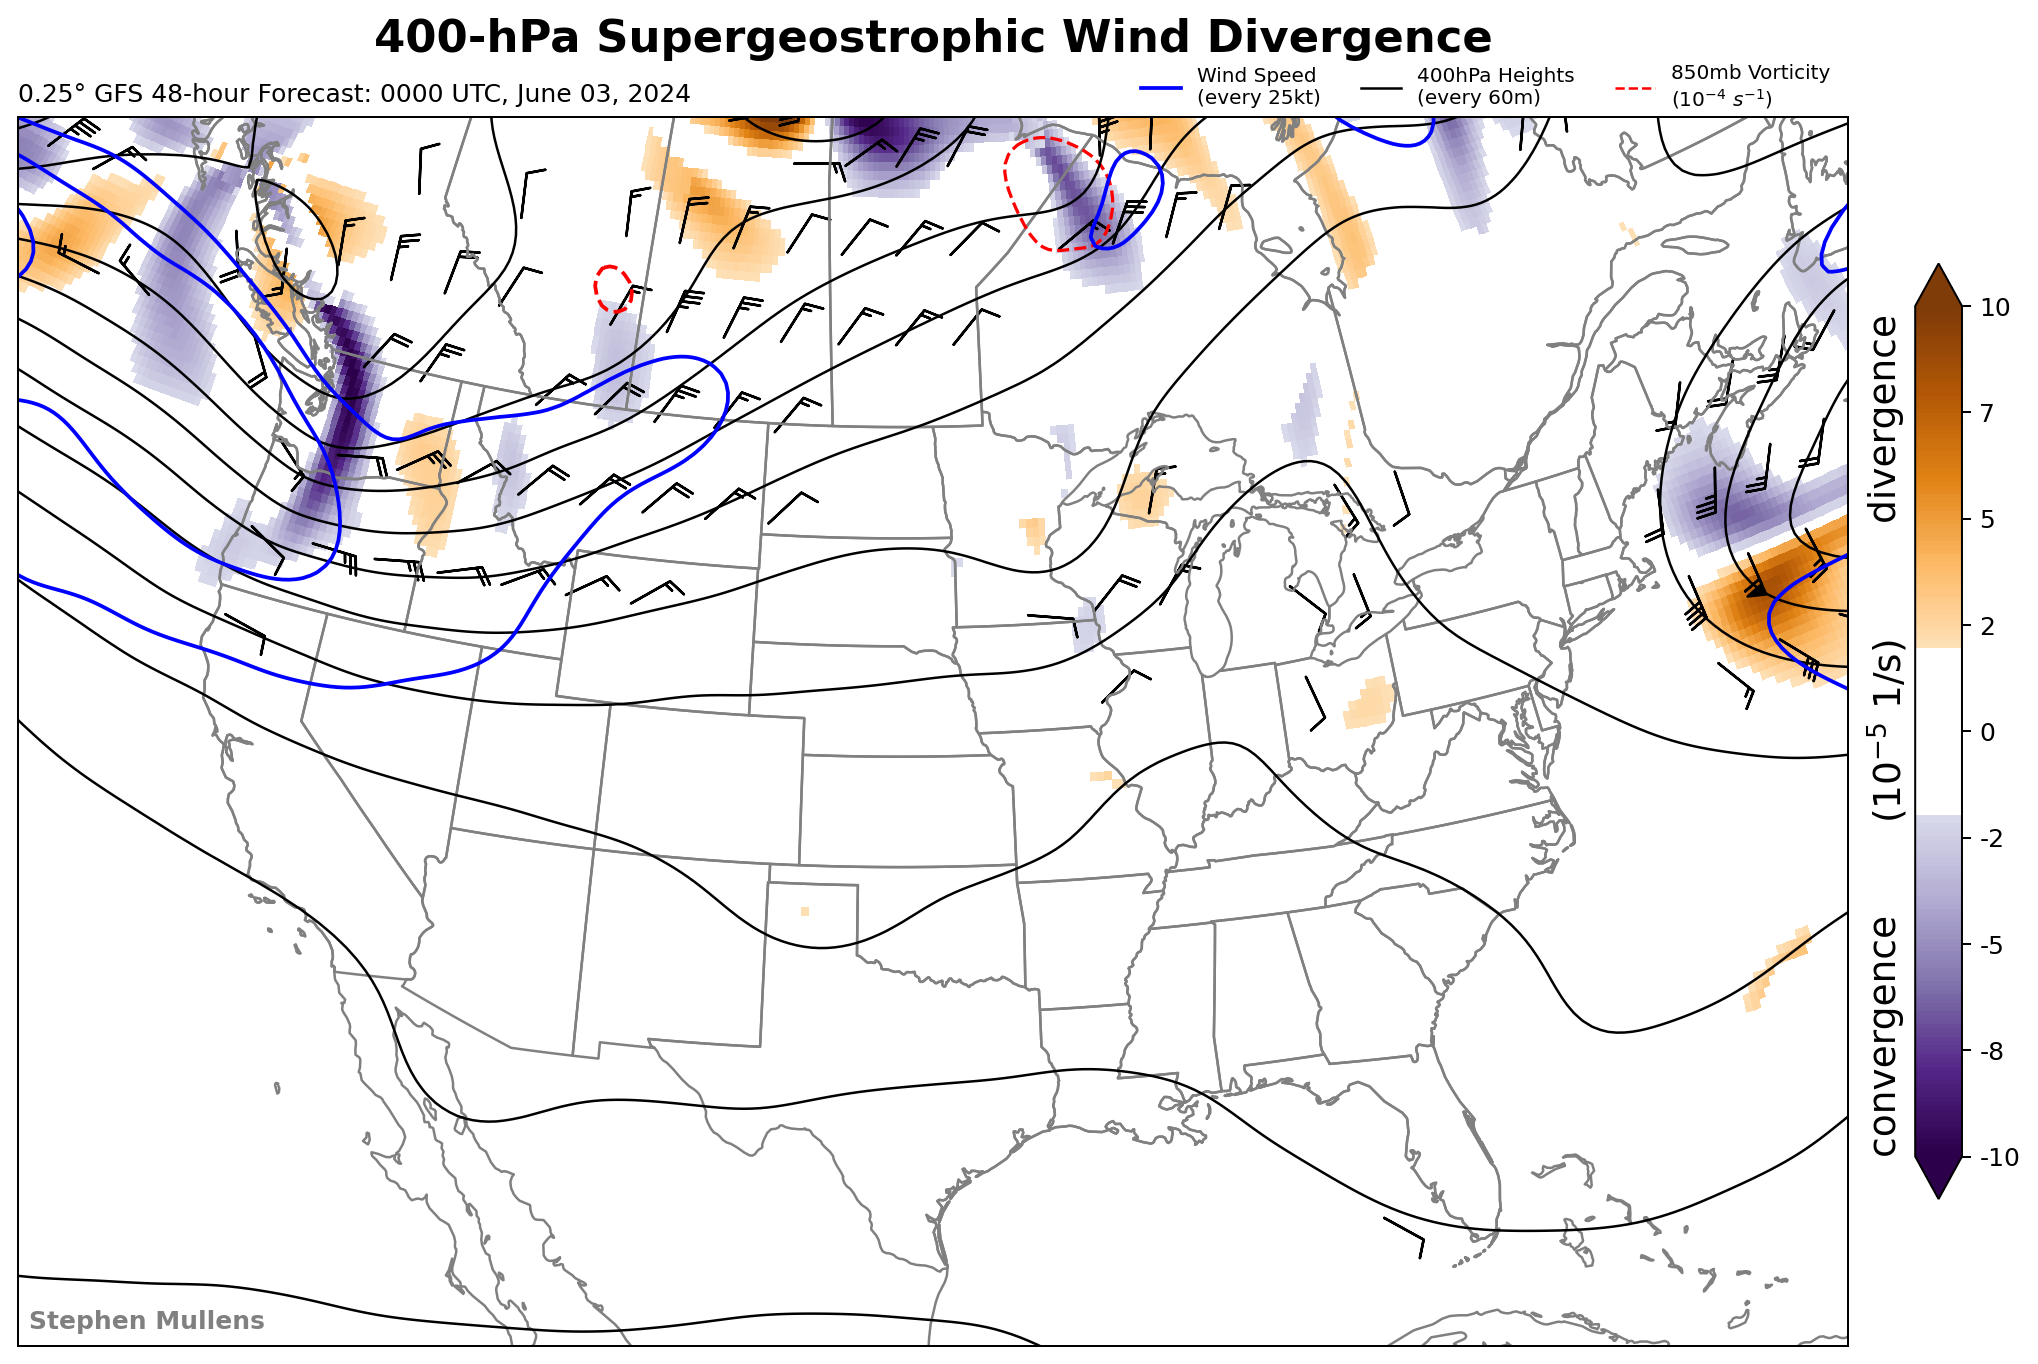 400-hPa Supergeostrophic Wind Divergence
0.25° GFS 48-hour Forecast: 0000 UTC, June 03, 2024
Wind Speed
(every 25kt)
400hPa Heights
(every 60m)
850mb Vorticity
(10⁻⁴ s⁻¹)
10
7
5
2
0
-2
-5
-8
-10
convergence (10⁻⁵ 1/s) divergence
Stephen Mullens